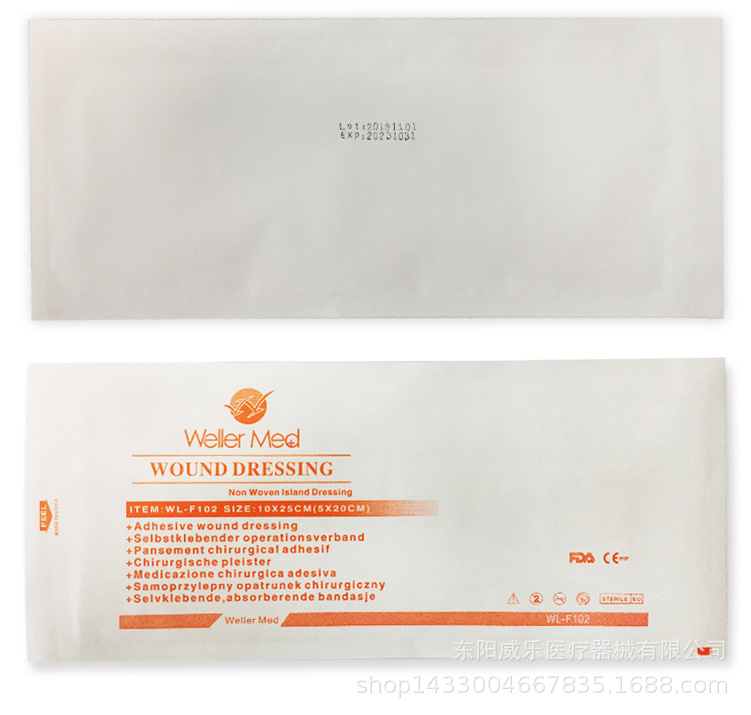 Lot:20181101
Exp:20231031
Weller Med
WOUND DRESSING
Non Woven Island Dressing
ITEM:WL-F102 SIZE:10X25CM(5X20CM)
+Adhesive wound dressing
+Selbstklebender operationsverband
+Pansement chirurgical adhesif
+Chirurgische pleister
+Medicazione chirurgica adesiva
+Samoprzylepny opatrunek chirurgiczny
+Selvklebende,absorberende bandasje
PEEL
FDA CE
2
STERILE EO
Weller Med
WL-F102
东阳威乐医疗器械有限公司
shop1433004667835.1688.com